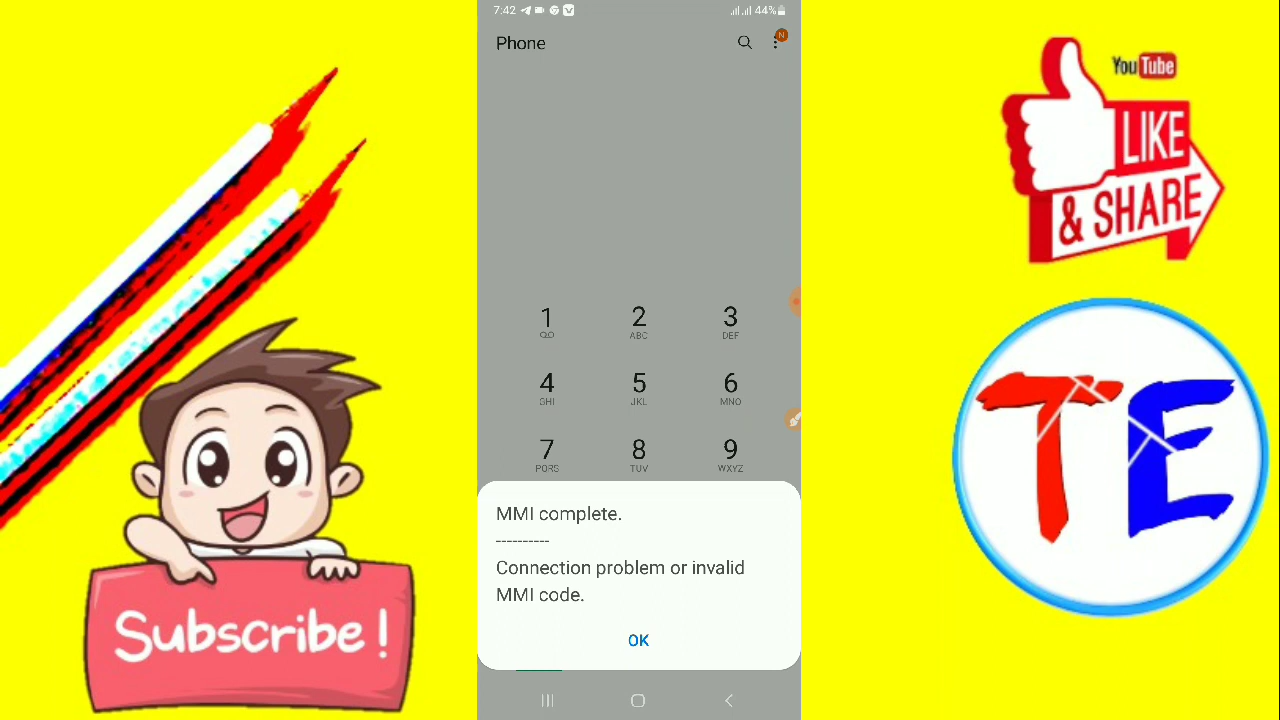 7:42
44%
Phone
N
1
2
ABC
3
DEF
4
GHI
5
JKL
6
MNO
7
PQRS
8
TUV
9
WXYZ
MMI complete.
----------
Connection problem or invalid
MMI code.
OK
Subscribe!
YouTube
LIKE
& SHARE
TE